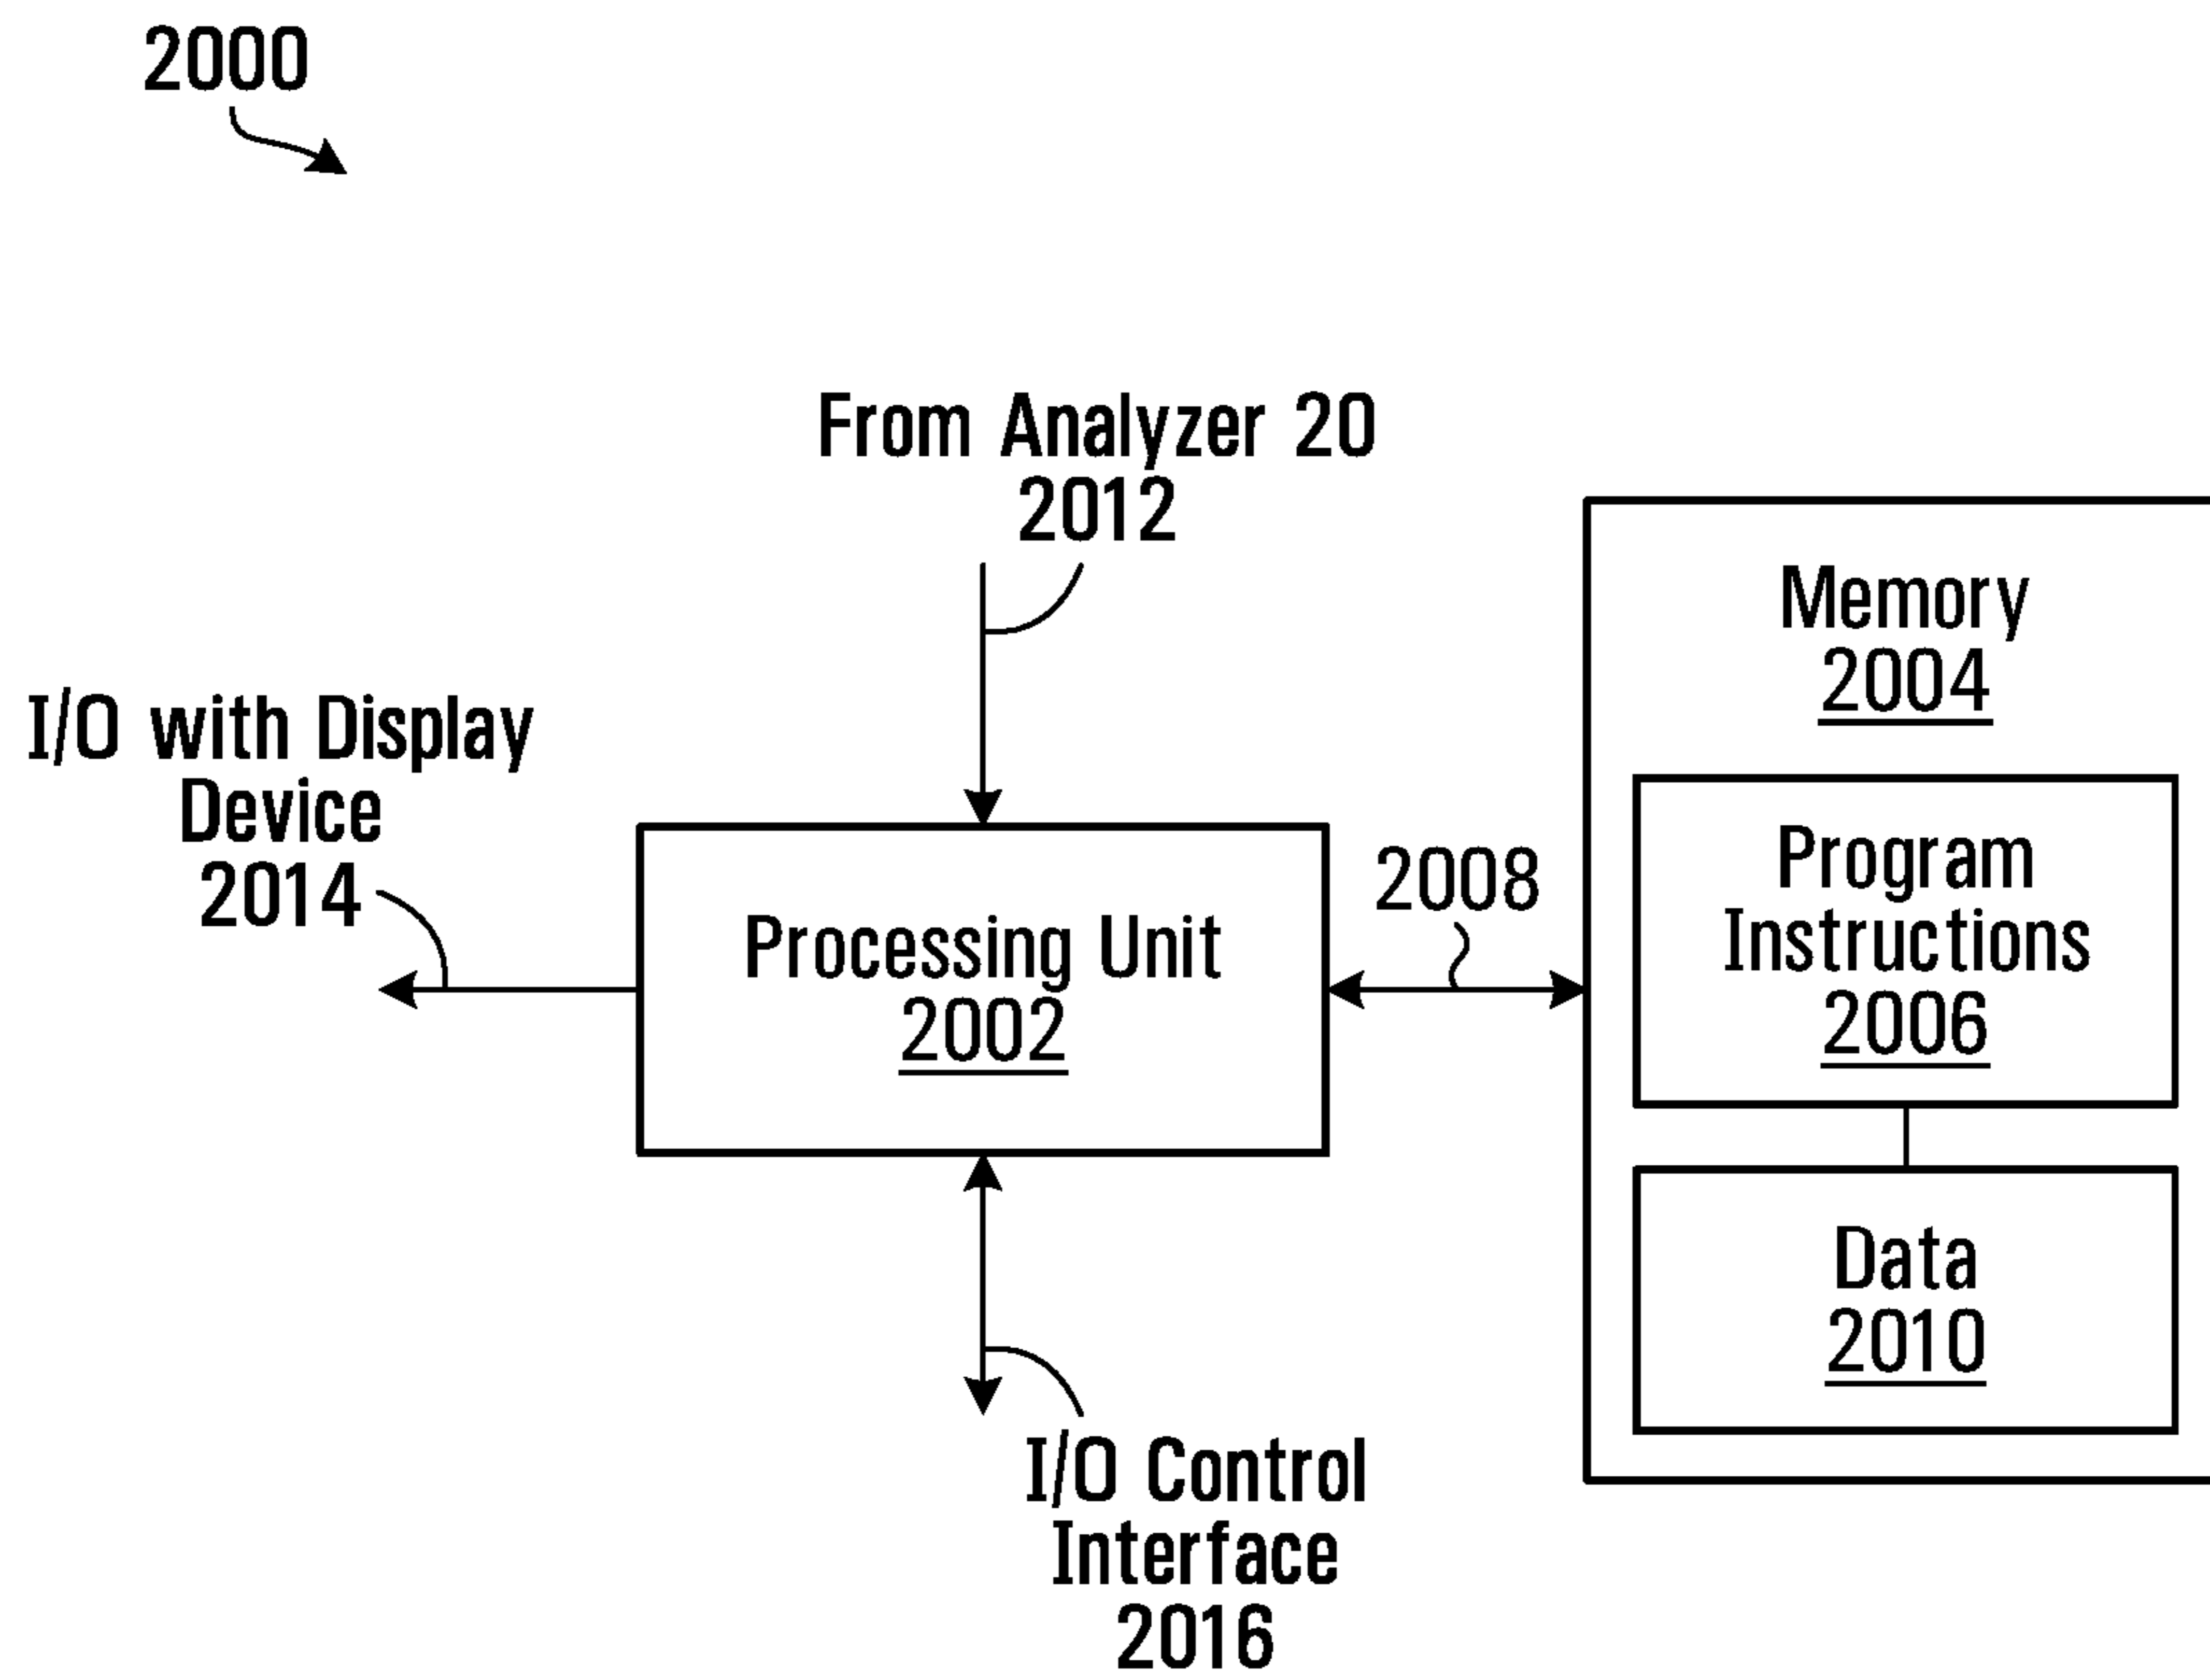 2000
From Analyzer 20
2012
I/O with Display
Device
2014
Processing Unit
2002
2008
Memory
2004
Program
Instructions
2006
Data
2010
I/O Control
Interface
2016